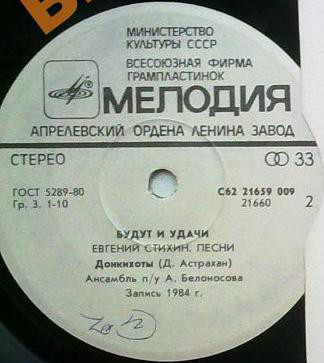 МИНИСТЕРСТВО
КУЛЬТУРЫ СССР
ВСЕСОЮЗНАЯ ФИРМА
ГРАМПЛАСТИНОК
МЕЛОДИЯ
АПРЕЛЕВСКИЙ ОРДЕНА ЛЕНИНА ЗАВОД
СТЕРЕО 33
ГОСТ 5289-80 С62 21659 009
Гр. 3. 1-10 21660 2
БУДУТ И УДАЧИ
ЕВГЕНИЙ СТИХИН. ПЕСНИ
Донкихоты (Д. Астрахан)
Ансамбль п/у А. Белоносова
Запись 1984 г.